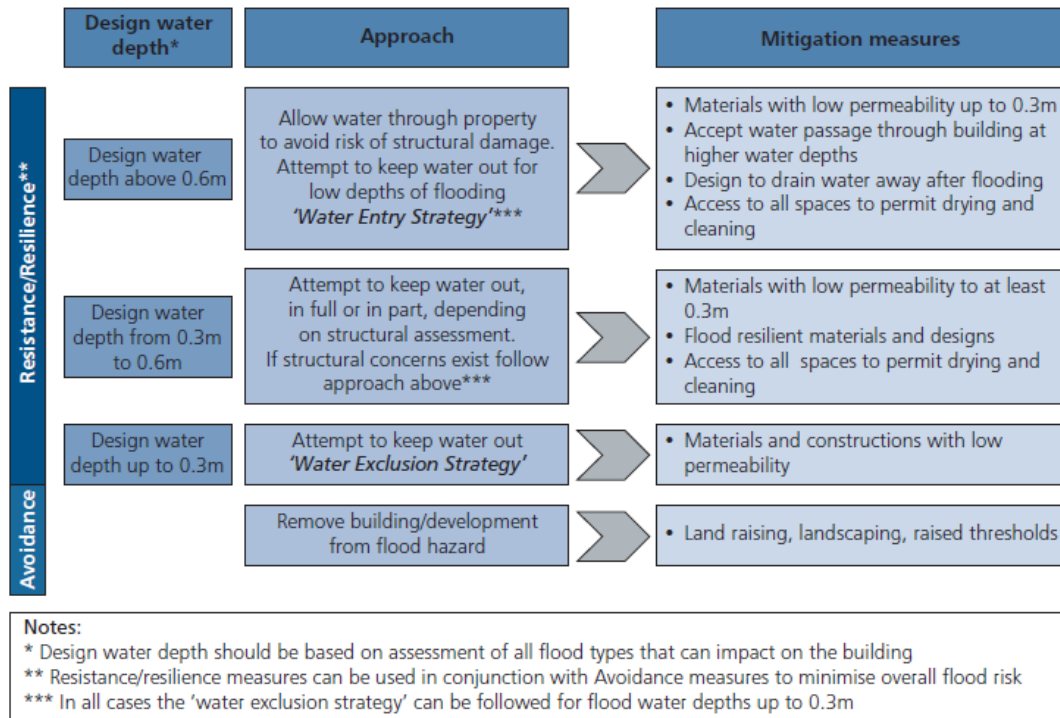 Design water
depth*
Approach
Mitigation measures
Resistance/Resilience**
Design water
depth above 0.6m
Allow water through property
to avoid risk of structural damage.
Attempt to keep water out for
low depths of flooding
‘Water Entry Strategy’***
• Materials with low permeability up to 0.3m
• Accept water passage through building at
higher water depths
• Design to drain water away after flooding
• Access to all spaces to permit drying and
cleaning
Design water
depth from 0.3m
to 0.6m
Attempt to keep water out,
in full or in part, depending
on structural assessment.
If structural concerns exist follow
approach above***
• Materials with low permeability to at least
0.3m
• Flood resilient materials and designs
• Access to all spaces to permit drying and
cleaning
Design water
depth up to 0.3m
Attempt to keep water out
‘Water Exclusion Strategy’
• Materials and constructions with low
permeability
Avoidance
Remove building/development
from flood hazard
• Land raising, landscaping, raised thresholds
Notes:
* Design water depth should be based on assessment of all flood types that can impact on the building
** Resistance/resilience measures can be used in conjunction with Avoidance measures to minimise overall flood risk
*** In all cases the ‘water exclusion strategy’ can be followed for flood water depths up to 0.3m